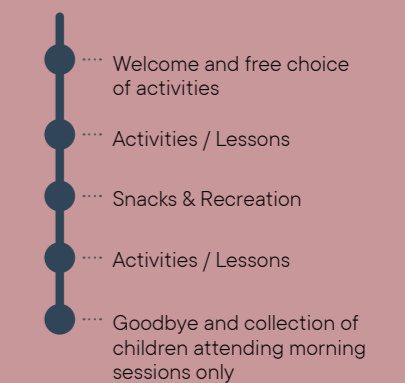 Welcome and free choice
of activities
Activities / Lessons
Snacks & Recreation
Activities / Lessons
Goodbye and collection of
children attending morning
sessions only